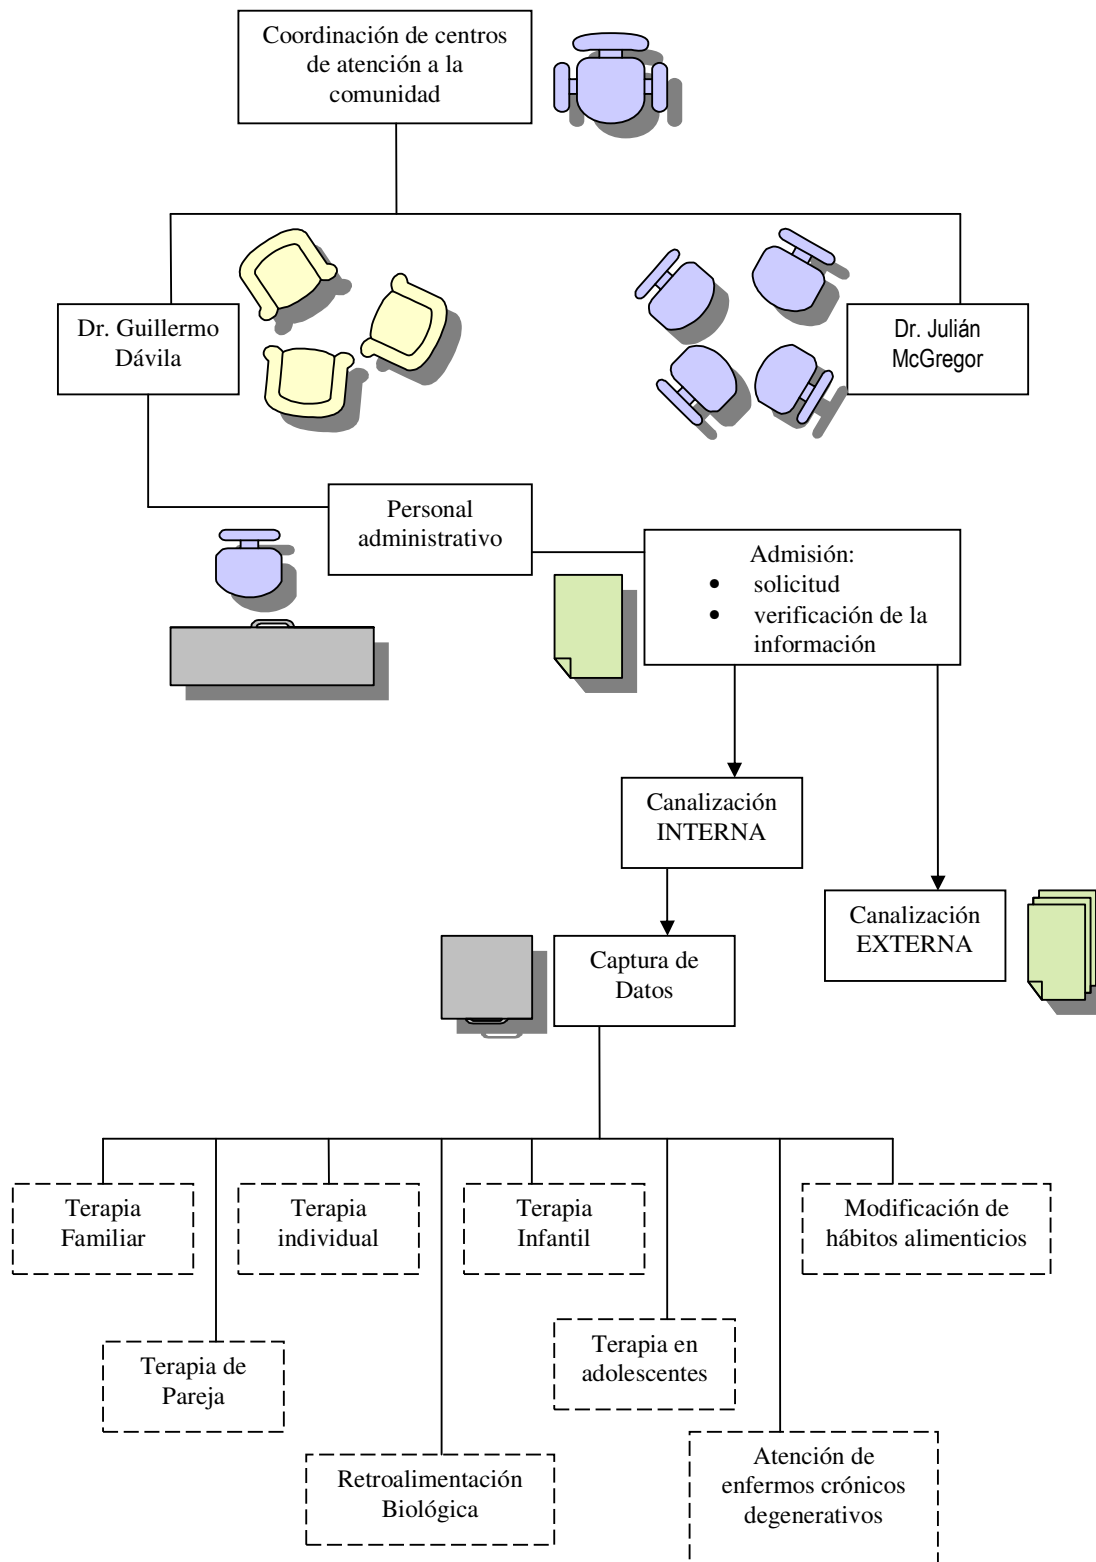 Coordinación de centros
de atención a la
comunidad
Dr. Guillermo
Dávila
Dr. Julián
McGregor
Personal
administrativo
Admisión:
• solicitud
• verificación de la
información
Canalización
INTERNA
Canalización
EXTERNA
Captura de
Datos
Terapia
Familiar
Terapia
individual
Terapia
Infantil
Modificación de
hábitos alimenticios
Terapia de
Pareja
Terapia en
adolescentes
Retroalimentación
Biológica
Atención de
enfermos crónicos
degenerativos